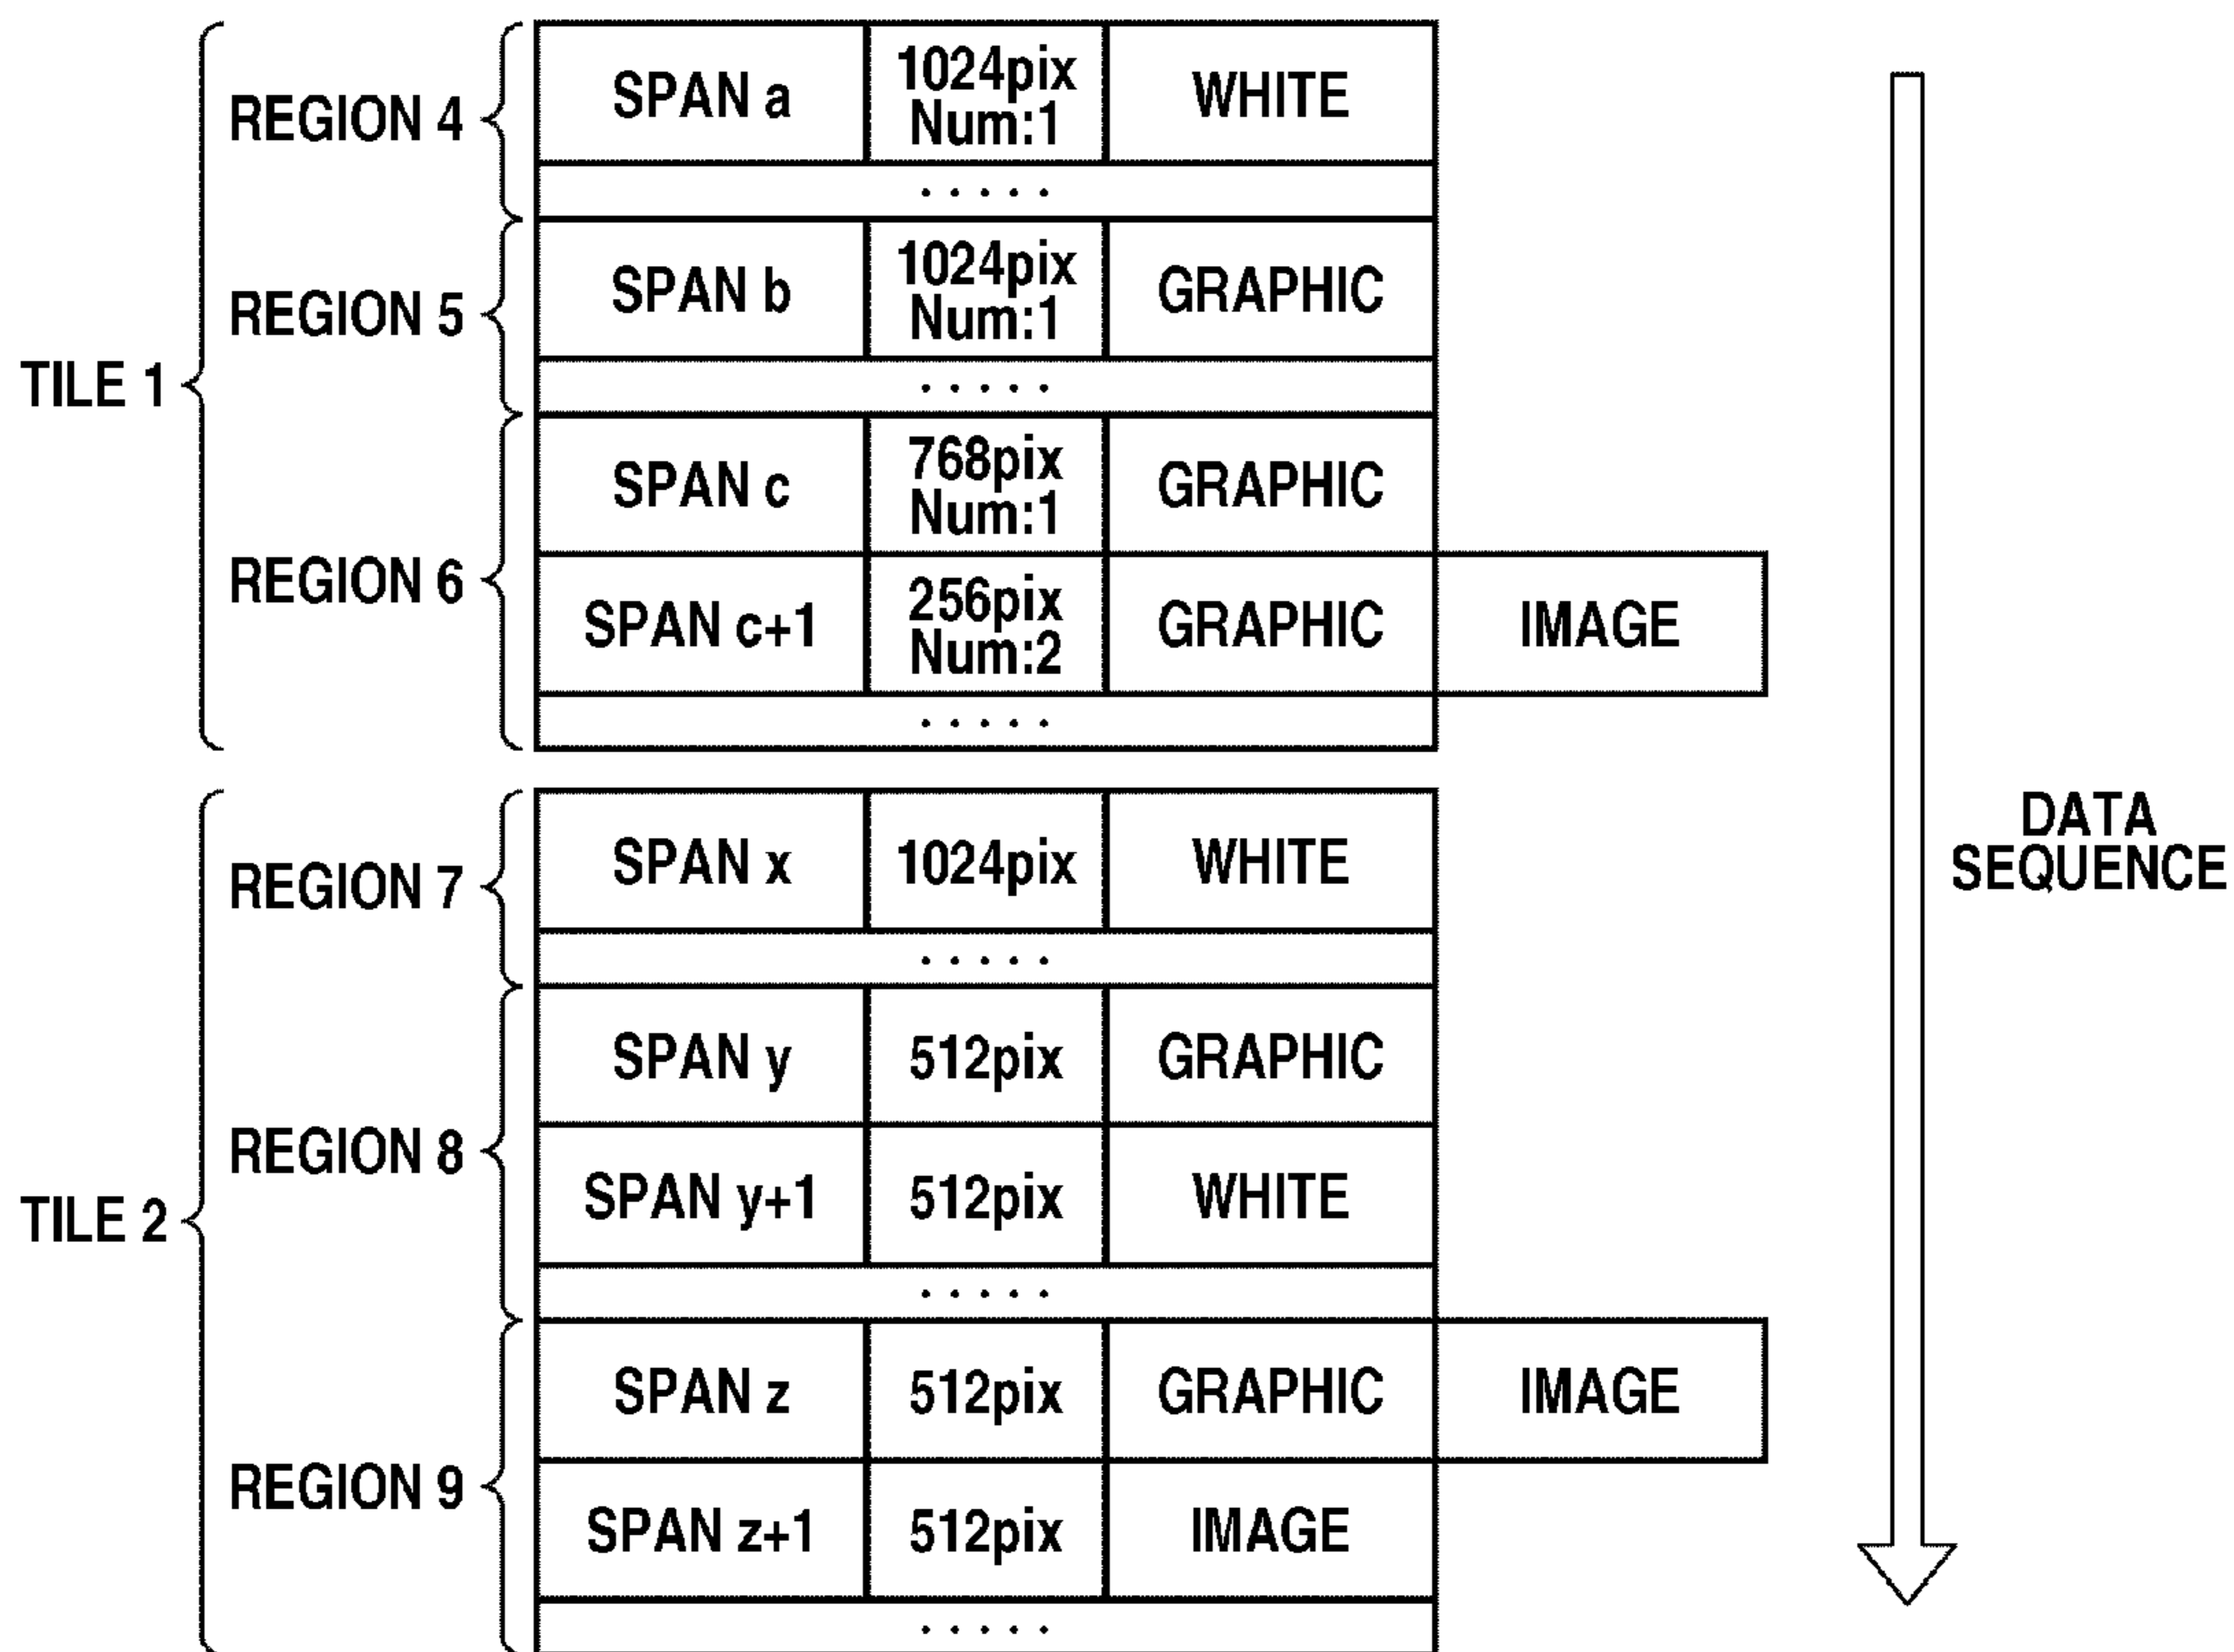 TILE 1
REGION 4
SPAN a 1024pix Num:1 WHITE
. . . . .
REGION 5
SPAN b 1024pix Num:1 GRAPHIC
. . . . .
REGION 6
SPAN c 768pix Num:1 GRAPHIC
SPAN c+1 256pix Num:2 GRAPHIC IMAGE
. . . . .
TILE 2
REGION 7
SPAN x 1024pix WHITE
. . . . .
REGION 8
SPAN y 512pix GRAPHIC
SPAN y+1 512pix WHITE
. . . . .
REGION 9
SPAN z 512pix GRAPHIC IMAGE
SPAN z+1 512pix IMAGE
. . . . .
DATA
SEQUENCE